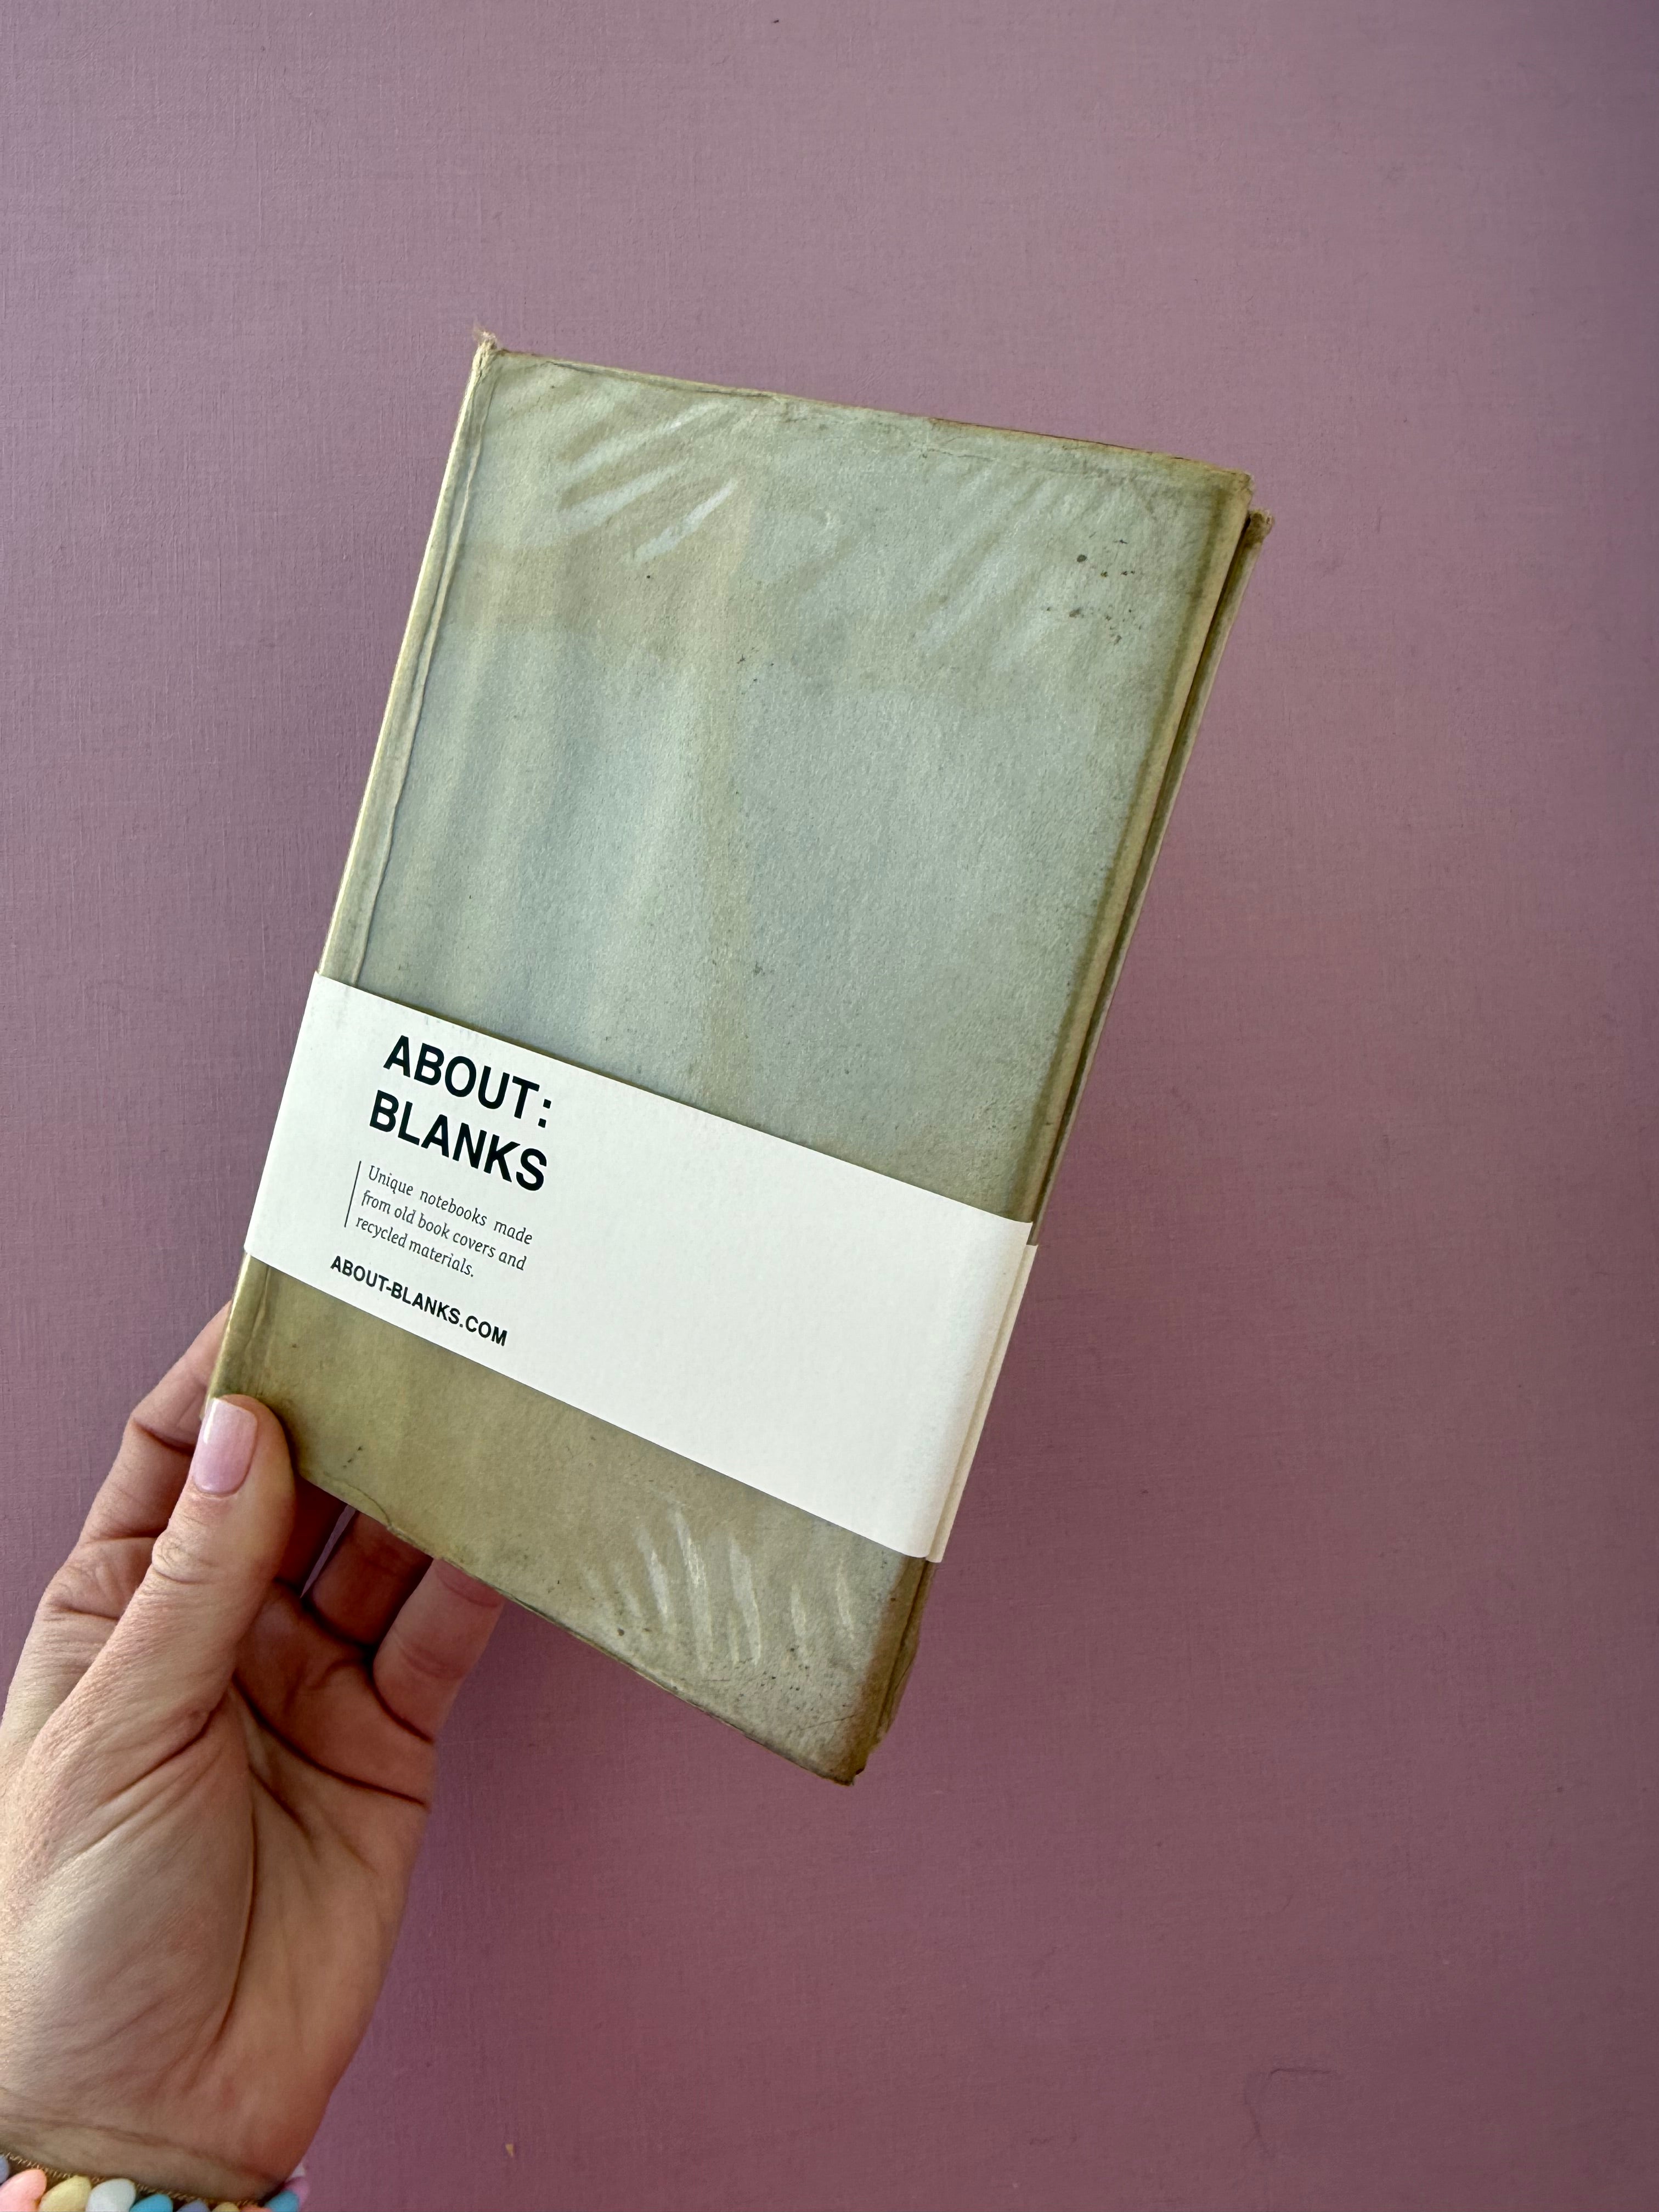 ABOUT:
BLANKS
Unique notebooks made
from old book covers and
recycled materials.
ABOUT-BLANKS.COM